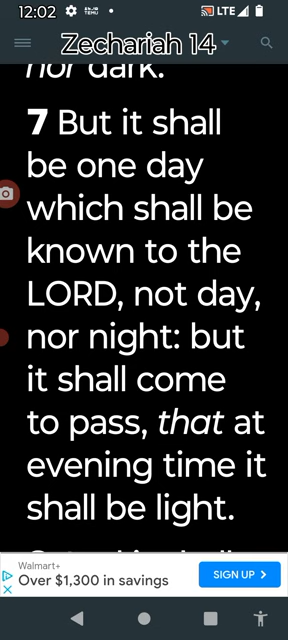 12:02 LTE
Zechariah 14
nor dark.
7 But it shall
be one day
which shall be
known to the
LORD, not day,
nor night: but
it shall come
to pass, that at
evening time it
shall be light.
Walmart+
Over $1,300 in savings
SIGN UP